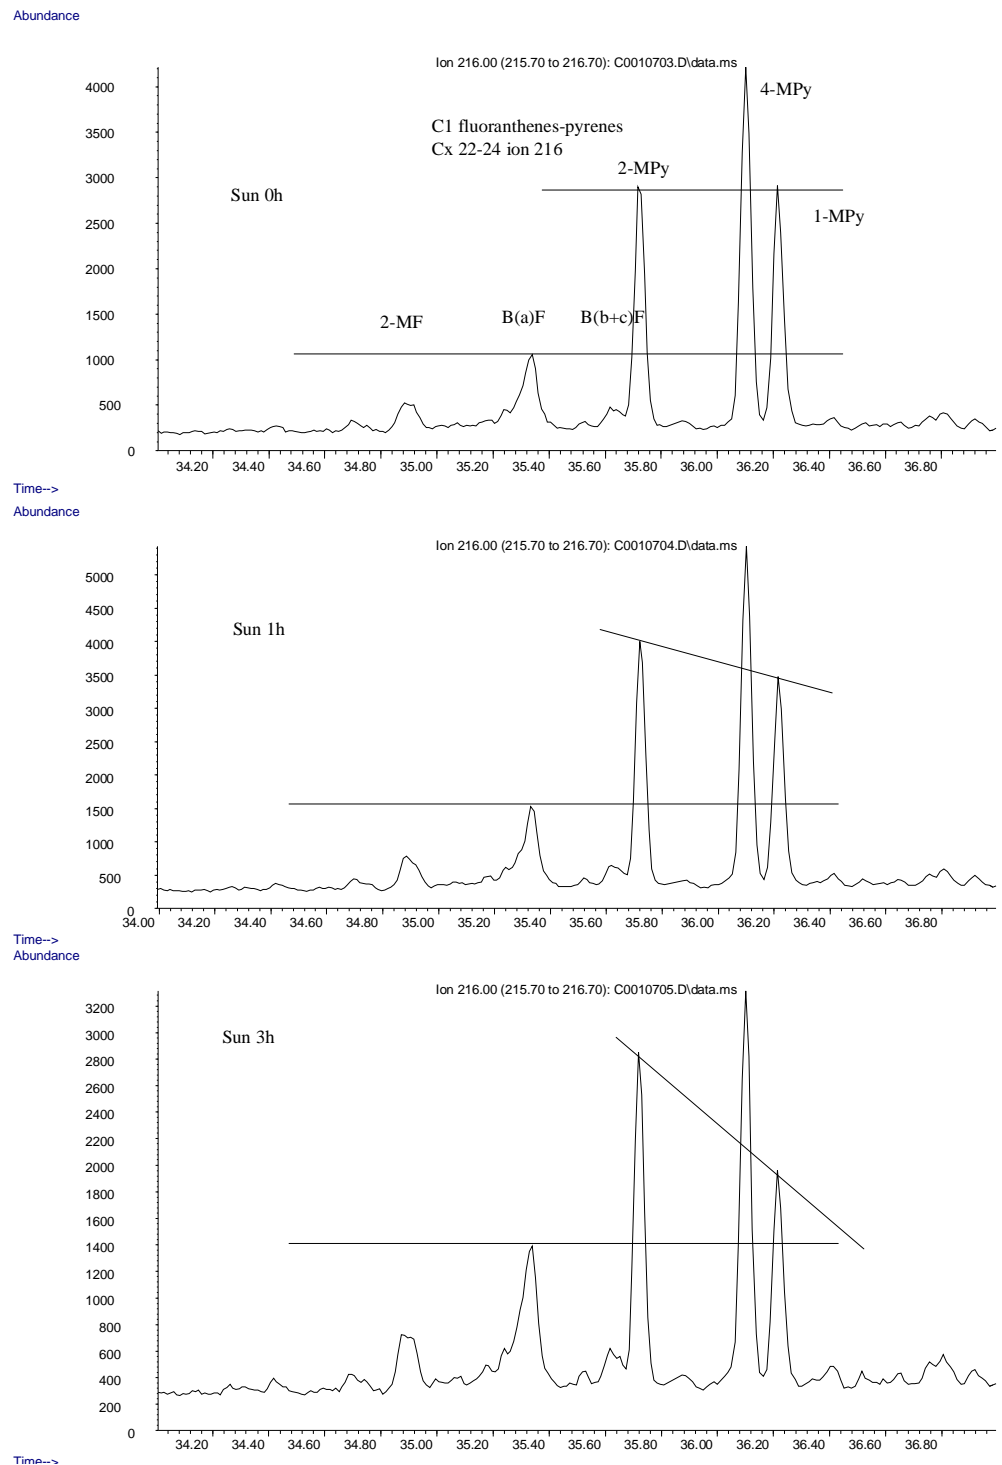 Abundance
Ion 216.00 (215.70 to 216.70): C0010703.D\data.ms
4-MPy
C1 fluoranthenes-pyrenes
Cx 22-24 ion 216
2-MPy
Sun 0h
1-MPy
2-MF
B(a)F
B(b+c)F
4000
3500
3000
2500
2000
1500
1000
500
0
34.20 34.40 34.60 34.80 35.00 35.20 35.40 35.60 35.80 36.00 36.20 36.40 36.60 36.80
Time-->
Abundance
Ion 216.00 (215.70 to 216.70): C0010704.D\data.ms
Sun 1h
5000
4500
4000
3500
3000
2500
2000
1500
1000
500
0
34.00 34.20 34.40 34.60 34.80 35.00 35.20 35.40 35.60 35.80 36.00 36.20 36.40 36.60 36.80
Time-->
Abundance
Ion 216.00 (215.70 to 216.70): C0010705.D\data.ms
Sun 3h
3200
3000
2800
2600
2400
2200
2000
1800
1600
1400
1200
1000
800
600
400
200
0
34.20 34.40 34.60 34.80 35.00 35.20 35.40 35.60 35.80 36.00 36.20 36.40 36.60 36.80
Time-->